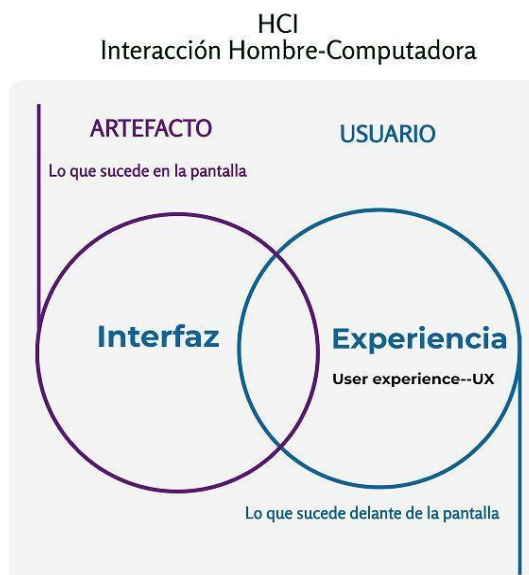 HCI
Interacción Hombre-Computadora
ARTEFACTO
Lo que sucede en la pantalla
USUARIO
Interfaz
Experiencia
User experience--UX
Lo que sucede delante de la pantalla